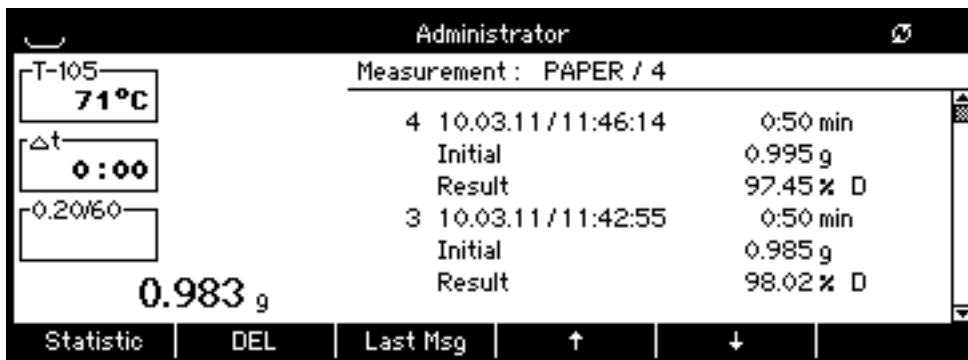 Administrator
Measurement : PAPER / 4
T-105
71°C
△t
0:00
0.20/60
0.983 g
4 10.03.11/11:46:14 0:50 min
Initial 0.995 g
Result 97.45 % D
3 10.03.11/11:42:55 0:50 min
Initial 0.985 g
Result 98.02 % D
Statistic DEL Last Msg ↑ ↓